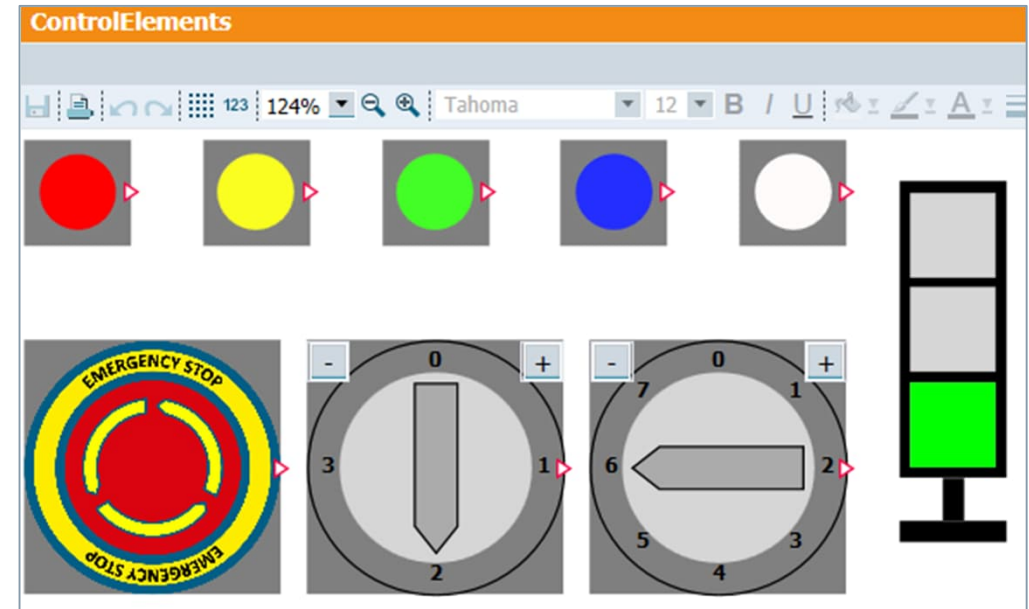 ControlElements
123 124% Tahoma 12 B I U A
EMERGENCY STOP
EMERGENCY STOP
- 0 +
3 1
2
- 0 +
7 1
6 2
5 3
4